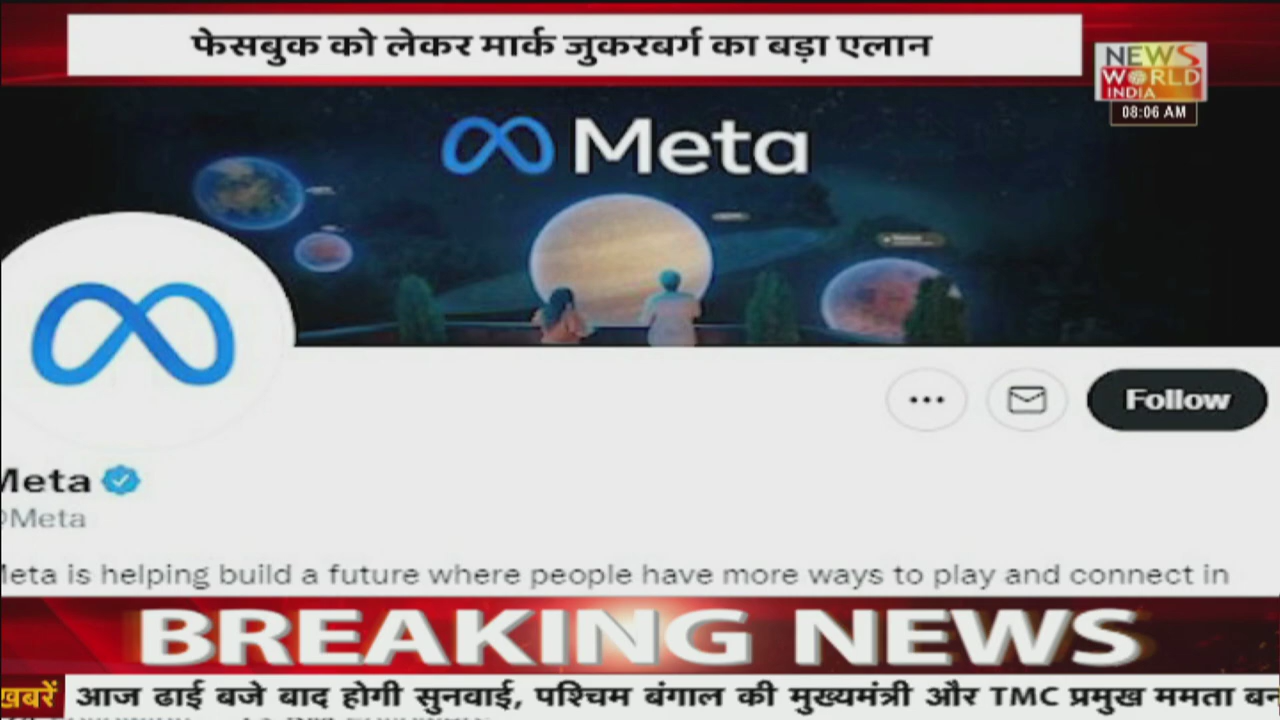 फेसबुक को लेकर मार्क जुकरबर्ग का बड़ा एलान
NEWS
WORLD
INDIA
08:06 AM
Meta
Follow
Meta
@Meta
Meta is helping build a future where people have more ways to play and connect in
BREAKING NEWS
खबरें आज ढाई बजे बाद होगी सुनवाई, पश्चिम बंगाल की मुख्यमंत्री और TMC प्रमुख ममता बन